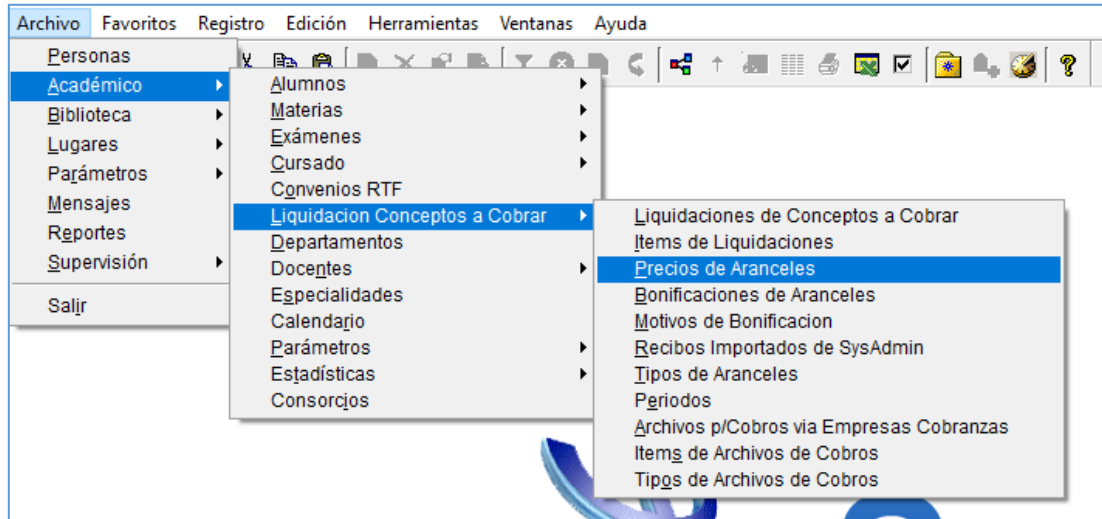 Archivo Favoritos Registro Edición Herramientas Ventanas Ayuda
Personas
Académico
Biblioteca
Lugares
Parámetros
Mensajes
Reportes
Supervisión
Salir
Alumnos
Materias
Exámenes
Cursado
Convenios RTF
Liquidacion Conceptos a Cobrar
Departamentos
Docentes
Especialidades
Calendario
Parámetros
Estadísticas
Consorcios
Liquidaciones de Conceptos a Cobrar
Items de Liquidaciones
Precios de Aranceles
Bonificaciones de Aranceles
Motivos de Bonificacion
Recibos Importados de SysAdmin
Tipos de Aranceles
Periodos
Archivos p/Cobros via Empresas Cobranzas
Items de Archivos de Cobros
Tipos de Archivos de Cobros